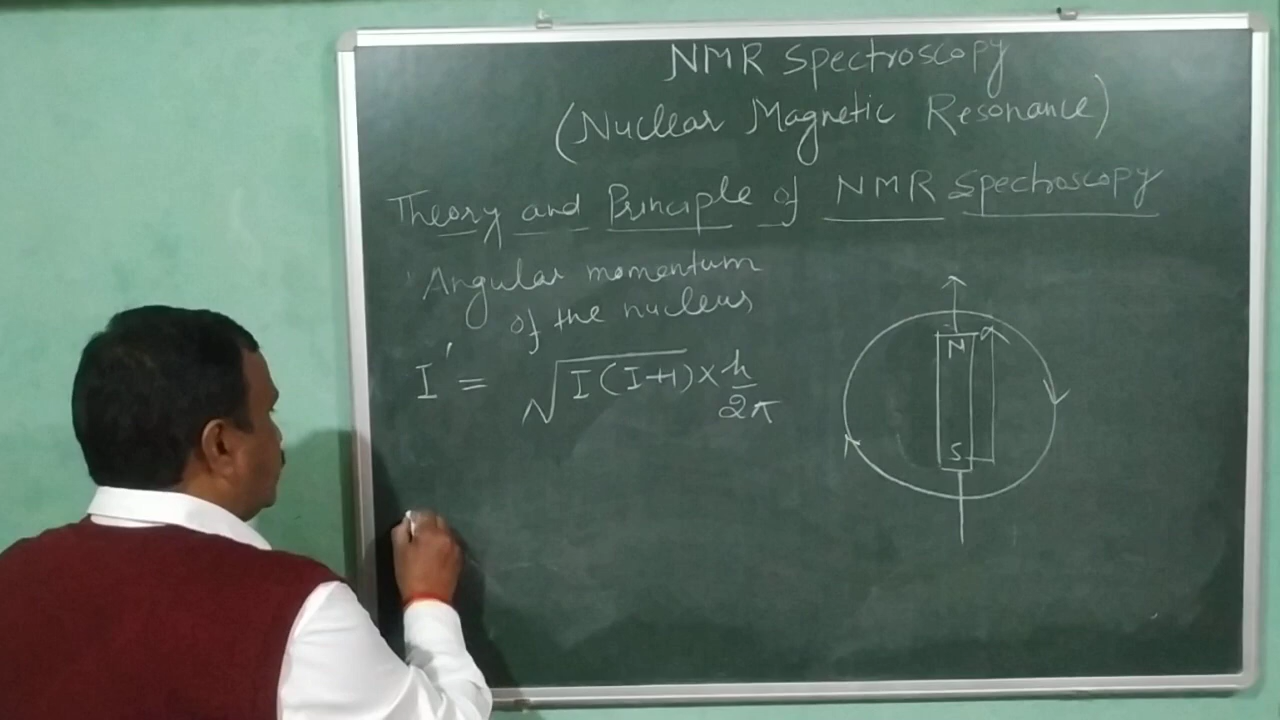 NMR Spectroscopy
(Nuclear Magnetic Resonance)
Theory and Principle of NMR Spectroscopy
Angular momentum
of the nucleus
I' = √I(I+1) × h/2π
N
S